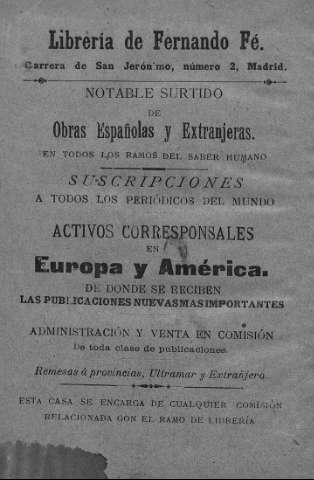 Librería de Fernando Fé.
Carrera de San Jerónimo, número 2, Madrid.
NOTABLE SURTIDO
DE
Obras Españolas y Extranjeras.
EN TODOS LOS RAMOS DEL SABER HUMANO
SUSCRIPCIONES
A TODOS LOS PERIÓDICOS DEL MUNDO
ACTIVOS CORRESPONSALES
EN
Europa y América.
DE DONDE SE RECIBEN
LAS PUBLICACIONES NUEVAS MAS IMPORTANTES
ADMINISTRACIÓN Y VENTA EN COMISIÓN
De toda clase de publicaciones.
Remesas á provincias, Ultramar y Extrañjero
ESTA CASA SE ENCARGA DE CUALQUIER COMISIÓN
RELACIONADA CON EL RAMO DE LIBRERÍA